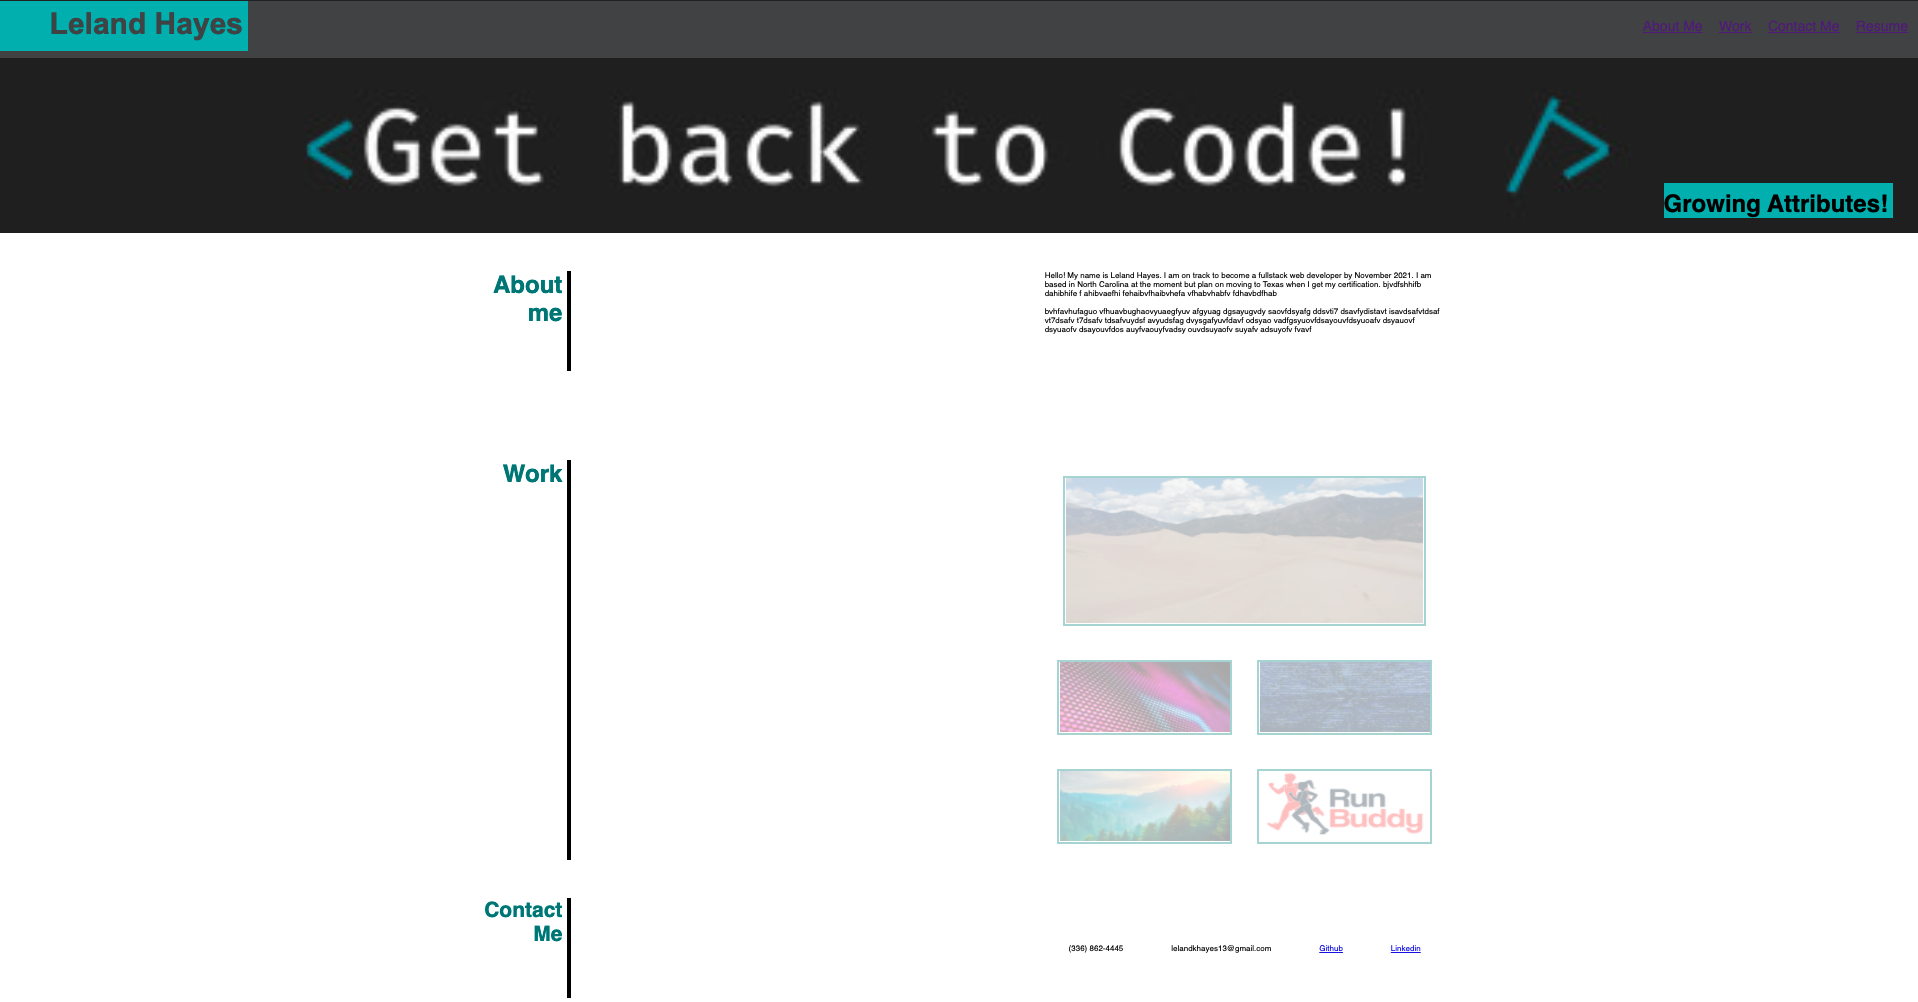 Leland Hayes
About Me Work Contact Me Resume
<Get back to Code! />
Growing Attributes!
About
me
Hello! My name is Leland Hayes. I am on track to become a fullstack web developer by November 2021. I am
based in North Carolina at the moment but plan on moving to Texas when I get my certification. bjvdfshhifb
dahibhife f ahibvaefhi fehaibvfhaibvhefa vfhabvhabfv fdhavbdfhab
bvhfavhufaguo vfhuavbughaovyuaegfyuv afgyuag dgsayugvdy saovfdsyafg ddsvti7 dsavfydistavt isavdsafvtdsaf
vt7dsafv t7dsafv tdsafvuydsf avyudsfag dvysgafyuvfdavf odsyao vadfgsyuovfdsayouvfdsyuoafv dsyauovf
dsyuaofv dsayouvfdos auyfvaouyfvadsy ouvdsuyaofv suyafv adsuyofv fvavf
Work
Run
Buddy
Contact
Me
(336) 862-4445 lelandkhayes13@gmail.com Github Linkedin